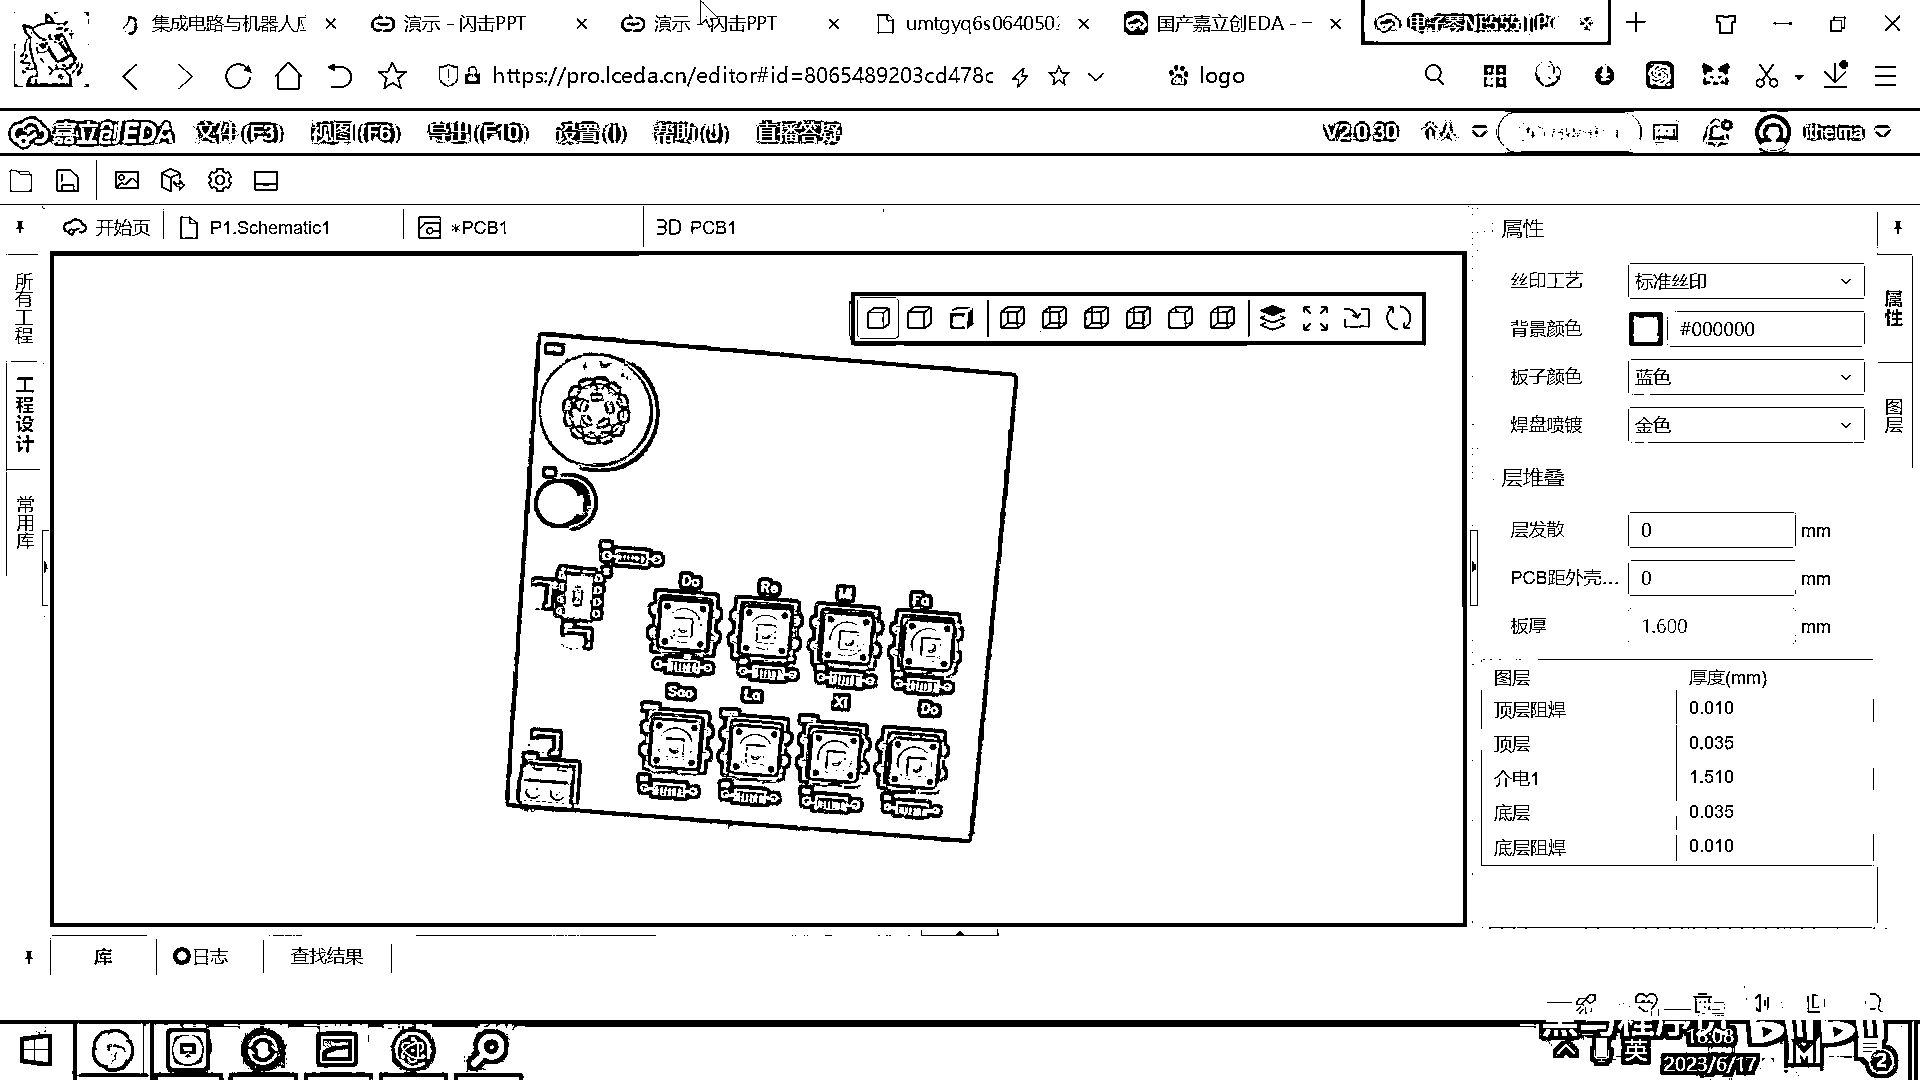 集成电路与机器人
演示 - 闪击PPT
演示 - 闪击PPT
umtgyq6s064050
国产嘉立创EDA - 一
https://pro.lceda.cn/editor#id=8065489203cd478c
logo
嘉立创EDA
文件(F3)
视图(F6)
导出(F10)
设置(I)
帮助(J)
直播答疑
V2.0.30
个人
itheima
开始页
P1.Schematic1
*PCB1
3D PCB1
所有工程
工程设计
常用库
Do
Re
Mi
Fa
Soo
La
Xi
Do
属性
丝印工艺
标准丝印
背景颜色
#000000
板子颜色
蓝色
焊盘喷镀
金色
层堆叠
层发散
0
mm
PCB距外壳...
0
mm
板厚
1.600
mm
图层
厚度(mm)
顶层阻焊
0.010
顶层
0.035
介电1
1.510
底层
0.035
底层阻焊
0.010
属性
图层
库
日志
查找结果
英
18:08
2023/6/17
2